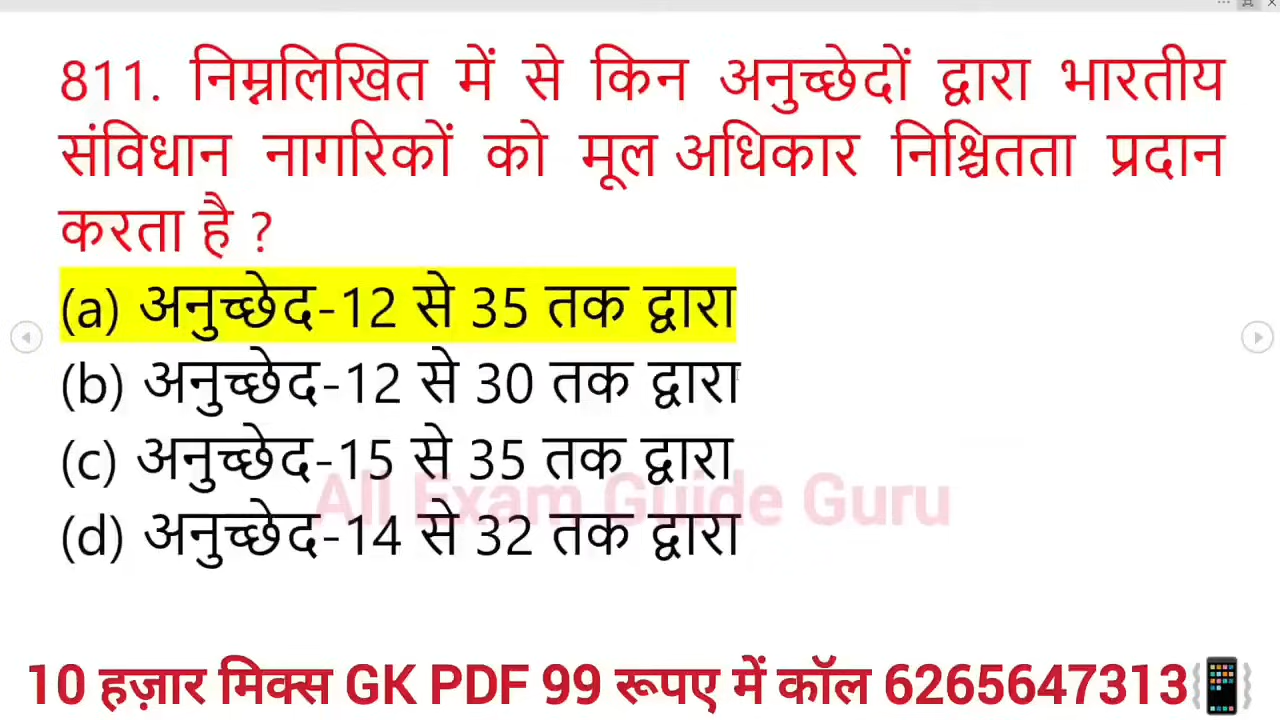 811. निम्नलिखित में से किन अनुच्छेदों द्वारा भारतीय
संविधान नागरिकों को मूल अधिकार निश्चितता प्रदान
करता है ?
(a) अनुच्छेद-12 से 35 तक द्वारा
(b) अनुच्छेद-12 से 30 तक द्वारा
(c) अनुच्छेद-15 से 35 तक द्वारा
All Exam Guide Guru
(d) अनुच्छेद-14 से 32 तक द्वारा
10 हज़ार मिक्स GK PDF 99 रूपए में कॉल 6265647313